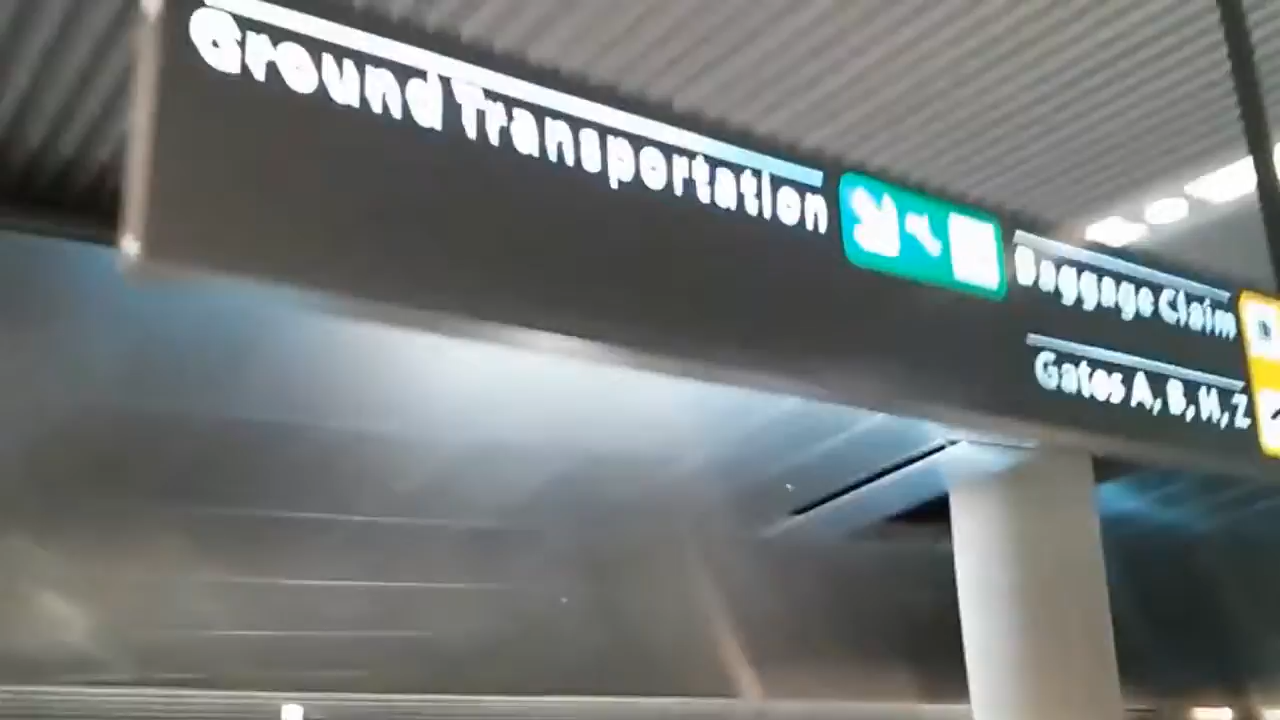 Ground Transportation
Baggage Claim
Gates A, B, H, Z